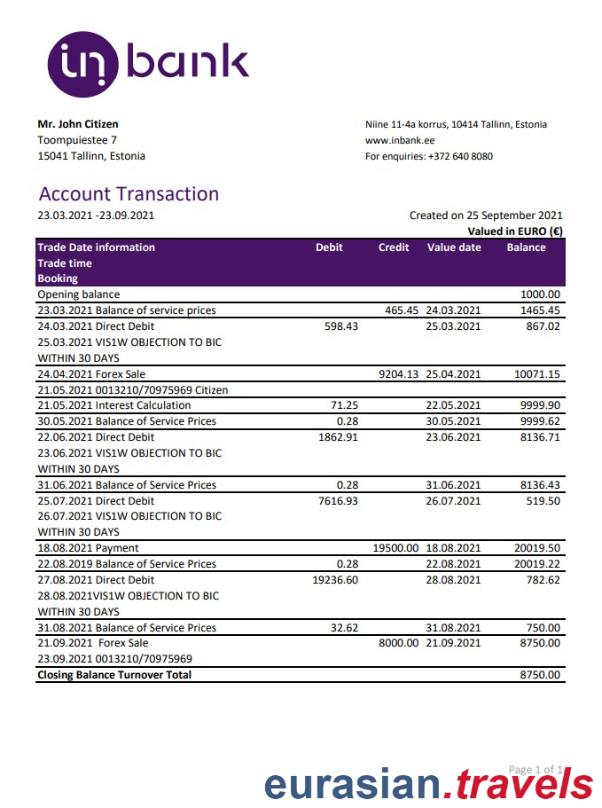 inbank
Mr. John Citizen
Toompuiestee 7
15041 Tallinn, Estonia
Niine 11-4a korrus, 10414 Tallinn, Estonia
www.inbank.ee
For enquiries: +372 640 8080
Account Transaction
23.03.2021 -23.09.2021 Created on 25 September 2021
Valued in EURO (€)
Trade Date information Debit Credit Value date Balance
Trade time
Booking
Opening balance 1000.00
23.03.2021 Balance of service prices 465.45 24.03.2021 1465.45
24.03.2021 Direct Debit 598.43 25.03.2021 867.02
25.03.2021 VIS1W OBJECTION TO BIC
WITHIN 30 DAYS
24.04.2021 Forex Sale 9204.13 25.04.2021 10071.15
21.05.2021 0013210/70975969 Citizen
21.05.2021 Interest Calculation 71.25 22.05.2021 9999.90
30.05.2021 Balance of Service Prices 0.28 30.05.2021 9999.62
22.06.2021 Direct Debit 1862.91 23.06.2021 8136.71
23.06.2021 VIS1W OBJECTION TO BIC
WITHIN 30 DAYS
31.06.2021 Balance of Service Prices 0.28 31.06.2021 8136.43
25.07.2021 Direct Debit 7616.93 26.07.2021 519.50
26.07.2021 VIS1W OBJECTION TO BIC
WITHIN 30 DAYS
18.08.2021 Payment 19500.00 18.08.2021 20019.50
22.08.2019 Balance of Service Prices 0.28 22.08.2021 20019.22
27.08.2021 Direct Debit 19236.60 28.08.2021 782.62
28.08.2021VIS1W OBJECTION TO BIC
WITHIN 30 DAYS
31.08.2021 Balance of Service Prices 32.62 31.08.2021 750.00
21.09.2021 Forex Sale 8000.00 21.09.2021 8750.00
23.09.2021 0013210/70975969
Closing Balance Turnover Total 8750.00
Page 1 of 1
eurasian.travels